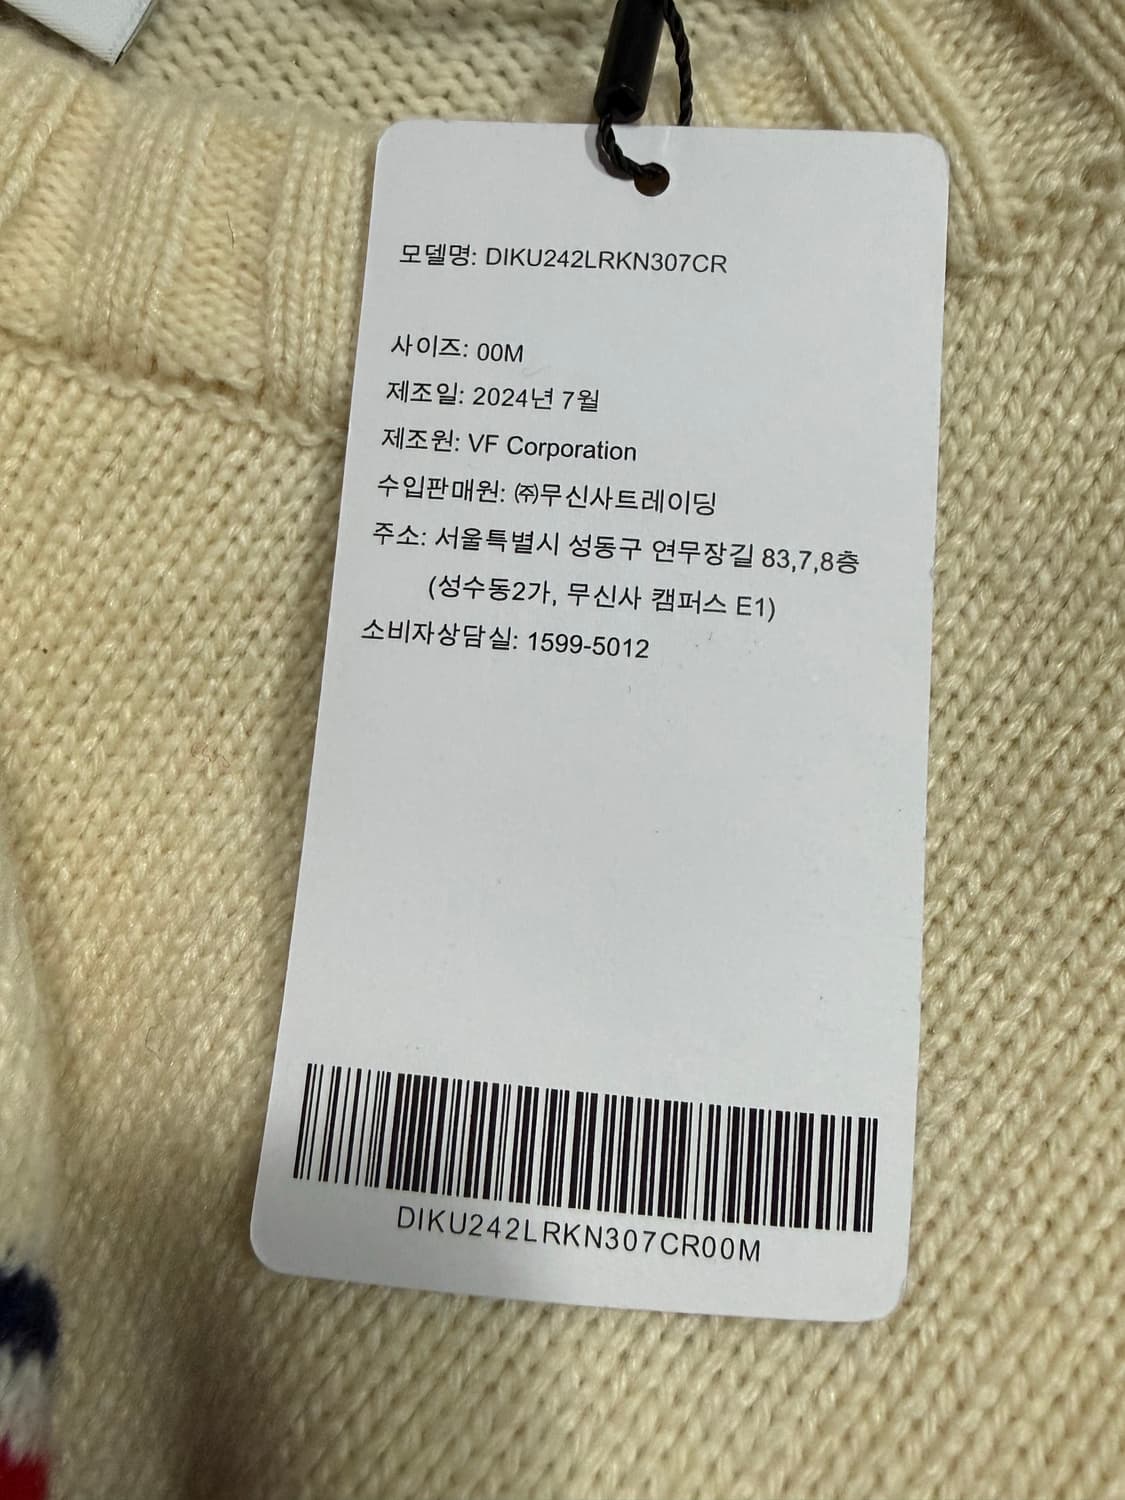 모델명: DIKU242LRKN307CR
사이즈: 00M
제조일: 2024년 7월
제조원: VF Corporation
수입판매원: ㈜무신사트레이딩
주소: 서울특별시 성동구 연무장길 83,7,8층
(성수동2가, 무신사 캠퍼스 E1)
소비자상담실: 1599-5012
DIKU242LRKN307CR00M